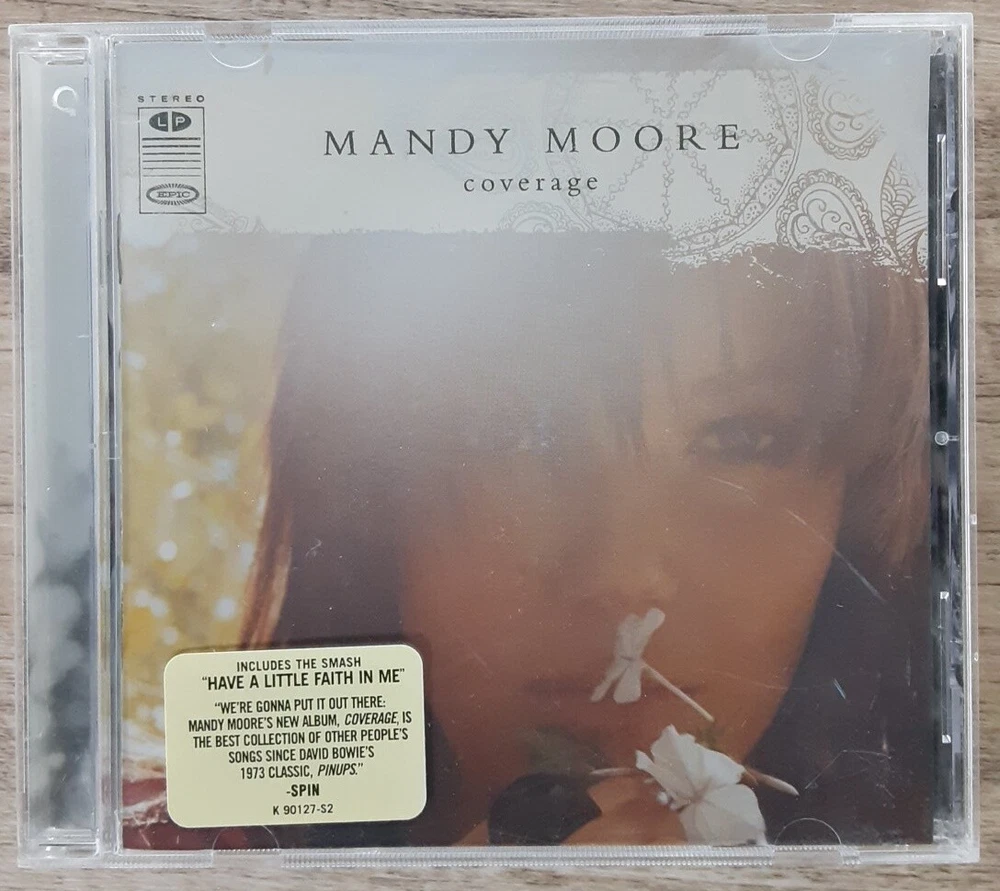 STEREO
LP
EPIC
MANDY MOORE
coverage
INCLUDES THE SMASH
"HAVE A LITTLE FAITH IN ME"
"WE'RE GONNA PUT IT OUT THERE:
MANDY MOORE'S NEW ALBUM, COVERAGE, IS
THE BEST COLLECTION OF OTHER PEOPLE'S
SONGS SINCE DAVID BOWIE'S
1973 CLASSIC, PINUPS."
-SPIN
K 90127-S2